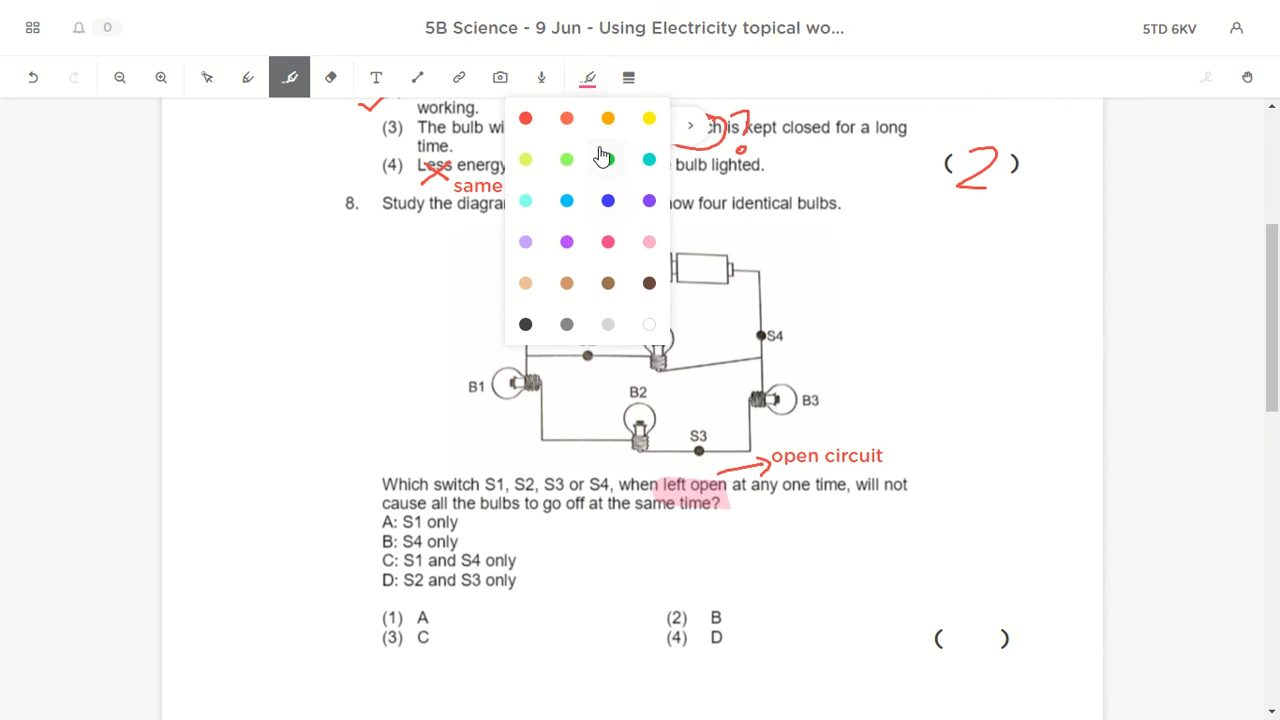 5B Science - 9 Jun - Using Electricity topical wo...
0
5TD 6KV
working.
(3) The bulb wi is kept closed for a long
time.
(4) Less energy bulb lighted.
same
( 2 )
8. Study the diagra ow four identical bulbs.
S4
B1
B2
B3
S3
open circuit
Which switch S1, S2, S3 or S4, when left open at any one time, will not
cause all the bulbs to go off at the same time?
A: S1 only
B: S4 only
C: S1 and S4 only
D: S2 and S3 only
(1) A (2) B
(3) C (4) D ( )